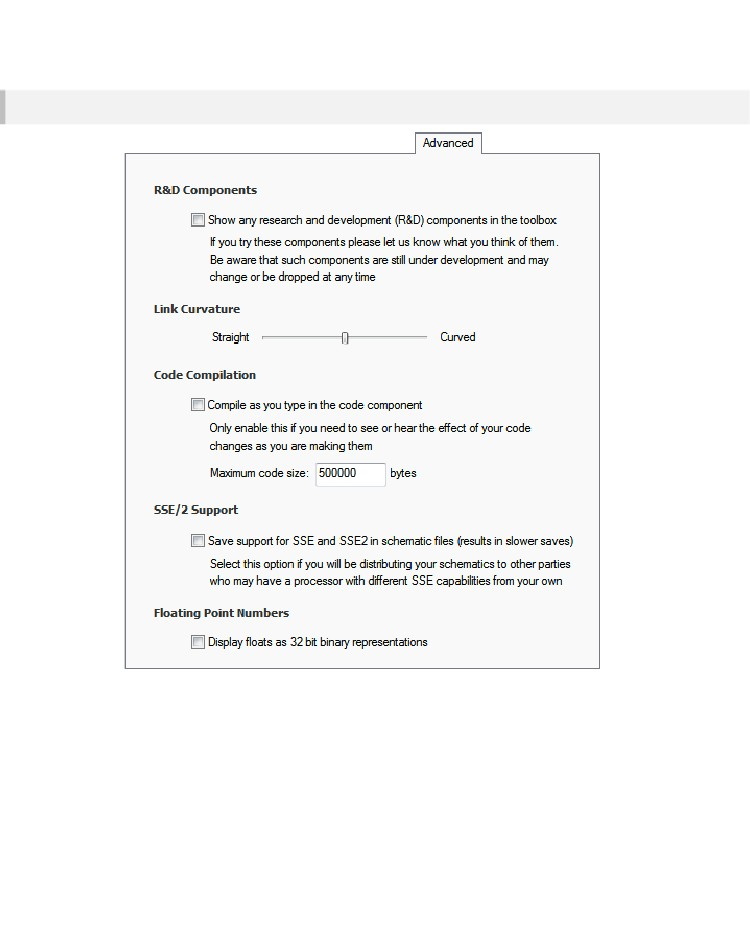 Advanced
R&D Components
Show any research and development (R&D) components in the toolbox
If you try these components please let us know what you think of them.
Be aware that such components are still under development and may
change or be dropped at any time
Link Curvature
Straight Curved
Code Compilation
Compile as you type in the code component
Only enable this if you need to see or hear the effect of your code
changes as you are making them
Maximum code size: 500000 bytes
SSE/2 Support
Save support for SSE and SSE2 in schematic files (results in slower saves)
Select this option if you will be distributing your schematics to other parties
who may have a processor with different SSE capabilities from your own
Floating Point Numbers
Display floats as 32 bit binary representations